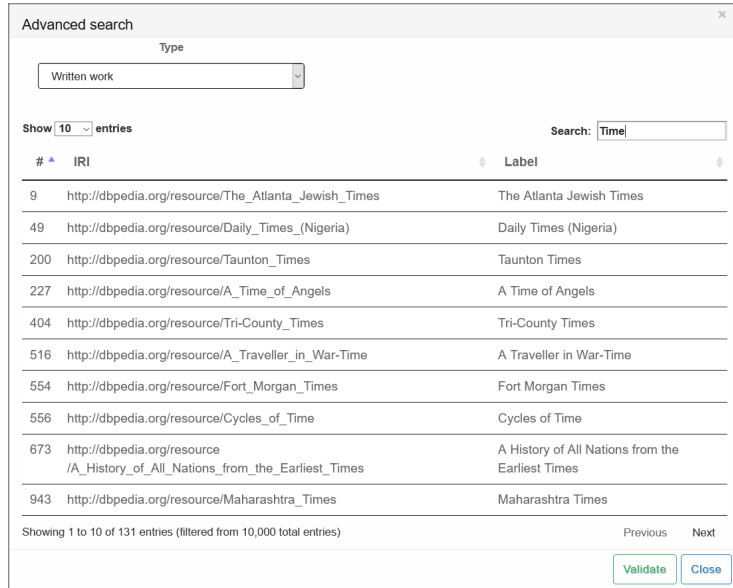 Advanced search
×
Type
Written work
Show 10 entries
Search: Time
# IRI Label
9 http://dbpedia.org/resource/The_Atlanta_Jewish_Times The Atlanta Jewish Times
49 http://dbpedia.org/resource/Daily_Times_(Nigeria) Daily Times (Nigeria)
200 http://dbpedia.org/resource/Taunton_Times Taunton Times
227 http://dbpedia.org/resource/A_Time_of_Angels A Time of Angels
404 http://dbpedia.org/resource/Tri-County_Times Tri-County Times
516 http://dbpedia.org/resource/A_Traveller_in_War-Time A Traveller in War-Time
554 http://dbpedia.org/resource/Fort_Morgan_Times Fort Morgan Times
556 http://dbpedia.org/resource/Cycles_of_Time Cycles of Time
673 http://dbpedia.org/resource A History of All Nations from the
/A_History_of_All_Nations_from_the_Earliest_Times Earliest Times
943 http://dbpedia.org/resource/Maharashtra_Times Maharashtra Times
Showing 1 to 10 of 131 entries (filtered from 10,000 total entries)
Previous Next
Validate Close